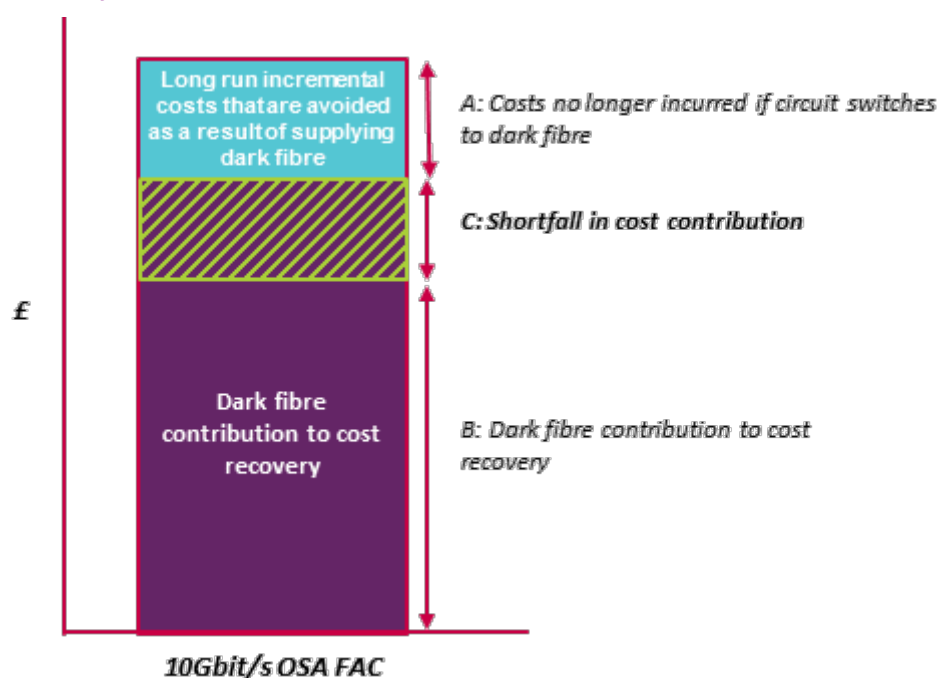 Long run incremental
costs that are avoided
as a result of supplying
dark fibre
A: Costs no longer incurred if circuit switches
to dark fibre
C: Shortfall in cost contribution
£
Dark fibre
contribution to cost
recovery
B: Dark fibre contribution to cost
recovery
10Gbit/s OSA FAC